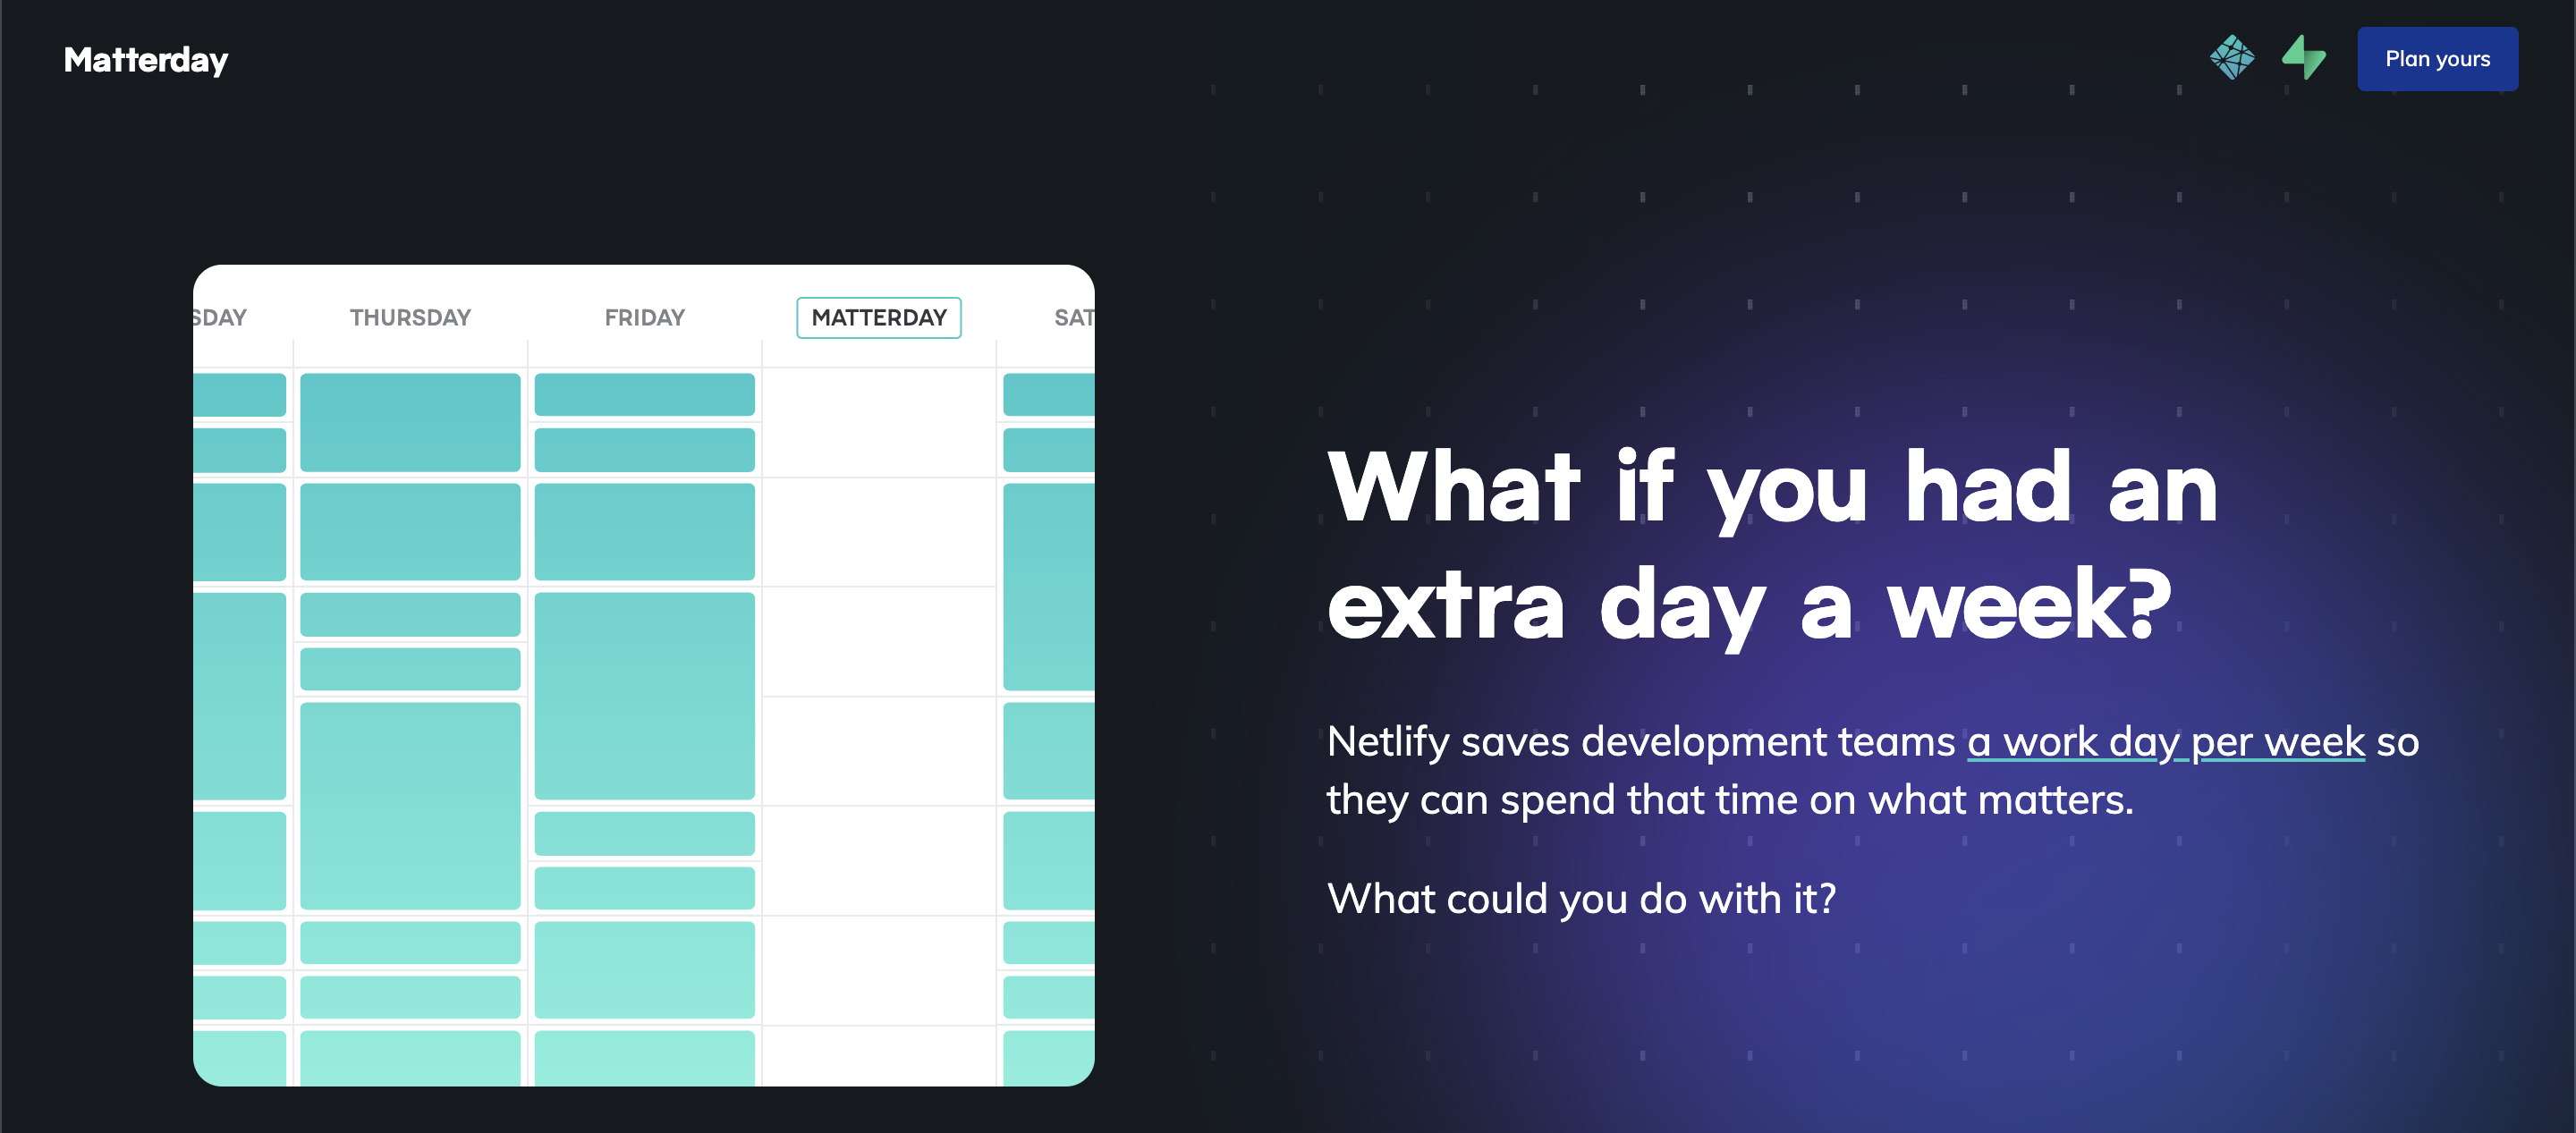 Matterday
Plan yours
SDAY THURSDAY FRIDAY MATTERDAY SAT
What if you had an
extra day a week?
Netlify saves development teams a work day per week so
they can spend that time on what matters.
What could you do with it?